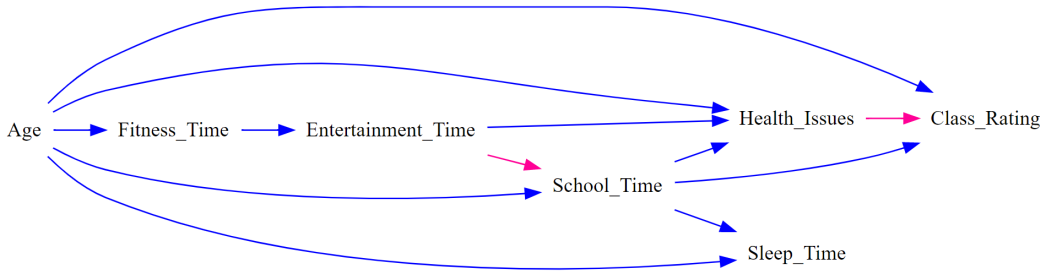 Age
Fitness_Time
Entertainment_Time
Health_Issues
Class_Rating
School_Time
Sleep_Time